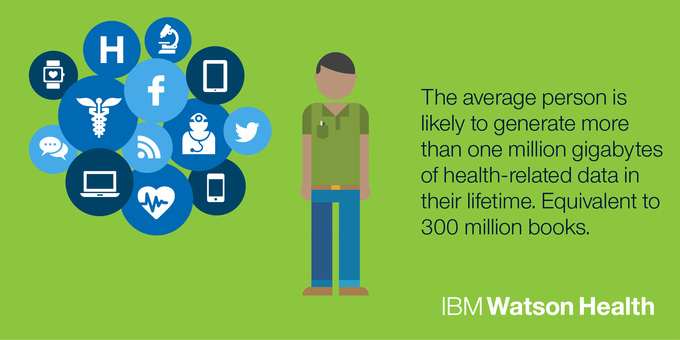 H
f
The average person is
likely to generate more
than one million gigabytes
of health-related data in
their lifetime. Equivalent to
300 million books.
IBM Watson Health